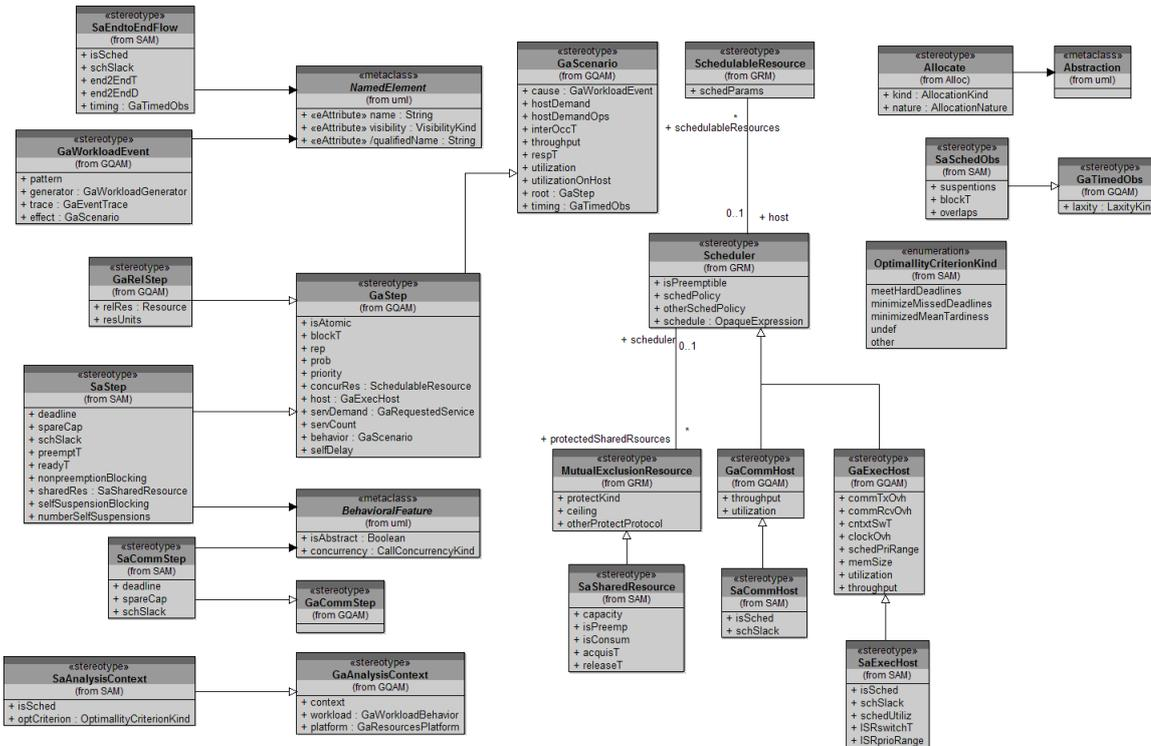 «stereotype»
SaEndtoEndFlow
(from SAM)
+ isSched
+ schSlack
+ end2EndT
+ end2EndD
+ timing : GaTimedObs
«stereotype»
GaWorkloadEvent
(from GQAM)
+ pattern
+ generator : GaWorkloadGenerator
+ trace : GaEventTrace
+ effect : GaScenario
«metaclass»
NamedElement
(from uml)
+ «eAttribute» name : String
+ «eAttribute» visibility : VisibilityKind
+ «eAttribute» /qualifiedName : String
«stereotype»
GaScenario
(from GQAM)
+ cause : GaWorkloadEvent
+ hostDemand
+ hostDemandOps
+ interOccT
+ throughput
+ respT
+ utilization
+ utilizationOnHost
+ root : GaStep
+ timing : GaTimedObs
«stereotype»
SchedulableResource
(from GRM)
+ schedParams
*
+ schedulableResources
0..1
+ host
«stereotype»
Allocate
(from Alloc)
+ kind : AllocationKind
+ nature : AllocationNature
«metaclass»
Abstraction
(from uml)
«stereotype»
SaSchedObs
(from SAM)
+ suspentions
+ blockT
+ overlaps
«stereotype»
GaTimedObs
(from GQAM)
+ laxity : LaxityKin
«stereotype»
GaRelStep
(from GQAM)
+ relRes : Resource
+ resUnits
«stereotype»
GaStep
(from GQAM)
+ isAtomic
+ blockT
+ rep
+ prob
+ priority
+ concurRes : SchedulableResource
+ host : GaExecHost
+ servDemand : GaRequestedService
+ servCount
+ behavior : GaScenario
+ selfDelay
«stereotype»
Scheduler
(from GRM)
+ isPreemptible
+ schedPolicy
+ otherSchedPolicy
+ schedule : OpaqueExpression
+ scheduler
0..1
*
+ protectedSharedRsources
«enumeration»
OptimallityCriterionKind
(from SAM)
meetHardDeadlines
minimizeMissedDeadlines
minimizedMeanTardiness
undef
other
«stereotype»
SaStep
(from SAM)
+ deadline
+ spareCap
+ schSlack
+ preemptT
+ readyT
+ nonpreemptionBlocking
+ sharedRes : SaSharedResource
+ selfSuspensionBlocking
+ numberSelfSuspensions
«metaclass»
BehavioralFeature
(from uml)
+ isAbstract : Boolean
+ concurrency : CallConcurrencyKind
«stereotype»
MutualExclusionResource
(from GRM)
+ protectKind
+ ceiling
+ otherProtectProtocol
«stereotype»
GaCommHost
(from GQAM)
+ throughput
+ utilization
«stereotype»
GaExecHost
(from GQAM)
+ commTxOvh
+ commRcvOvh
+ cntxtSwT
+ clockOvh
+ schedPriRange
+ memSize
+ utilization
+ throughput
«stereotype»
SaCommStep
(from SAM)
+ deadline
+ spareCap
+ schSlack
«stereotype»
GaCommStep
(from GQAM)
«stereotype»
SaSharedResource
(from SAM)
+ capacity
+ isPreemp
+ isConsum
+ acquisT
+ releaseT
«stereotype»
SaCommHost
(from SAM)
+ isSched
+ schSlack
«stereotype»
SaExecHost
(from SAM)
+ isSched
+ schSlack
+ schedUtiliz
+ ISRswitchT
+ ISRprioRange
«stereotype»
SaAnalysisContext
(from SAM)
+ isSched
+ optCriterion : OptimallityCriterionKind
«stereotype»
GaAnalysisContext
(from GQAM)
+ context
+ workload : GaWorkloadBehavior
+ platform : GaResourcesPlatform